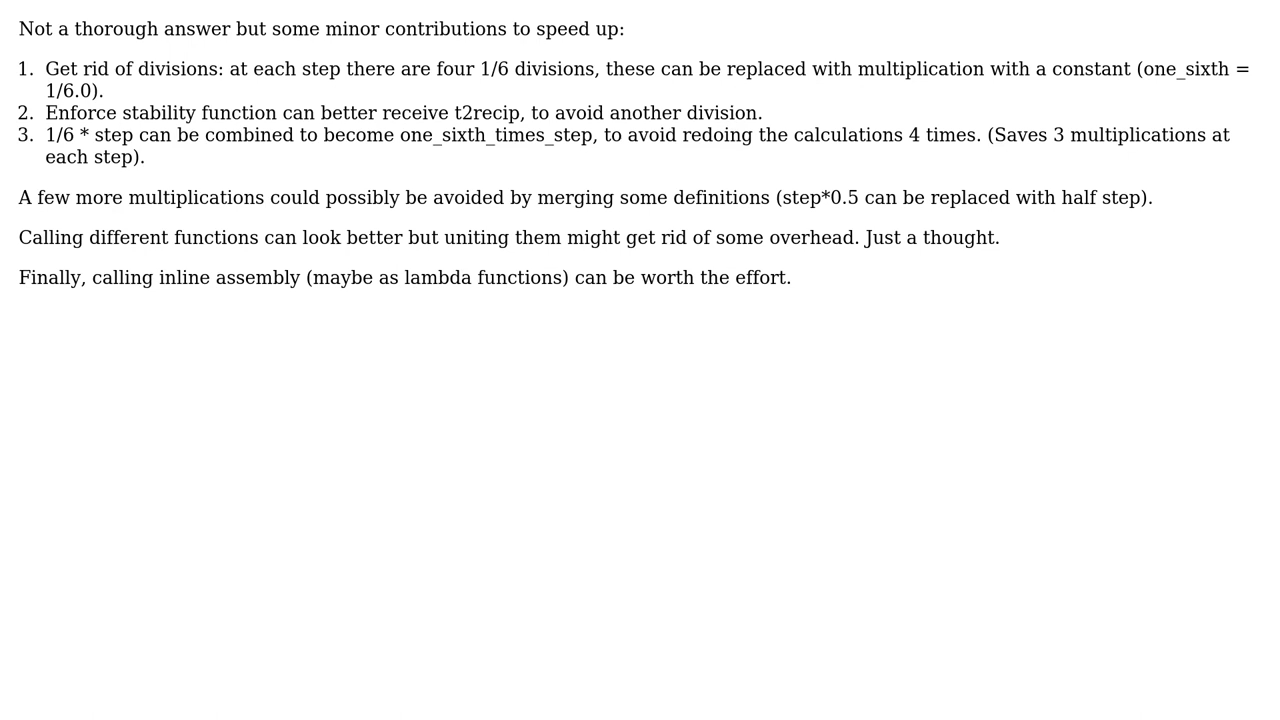 Not a thorough answer but some minor contributions to speed up:
1. Get rid of divisions: at each step there are four 1/6 divisions, these can be replaced with multiplication with a constant (one_sixth =
1/6.0).
2. Enforce stability function can better receive t2recip, to avoid another division.
3. 1/6 * step can be combined to become one_sixth_times_step, to avoid redoing the calculations 4 times. (Saves 3 multiplications at
each step).
A few more multiplications could possibly be avoided by merging some definitions (step*0.5 can be replaced with half step).
Calling different functions can look better but uniting them might get rid of some overhead. Just a thought.
Finally, calling inline assembly (maybe as lambda functions) can be worth the effort.